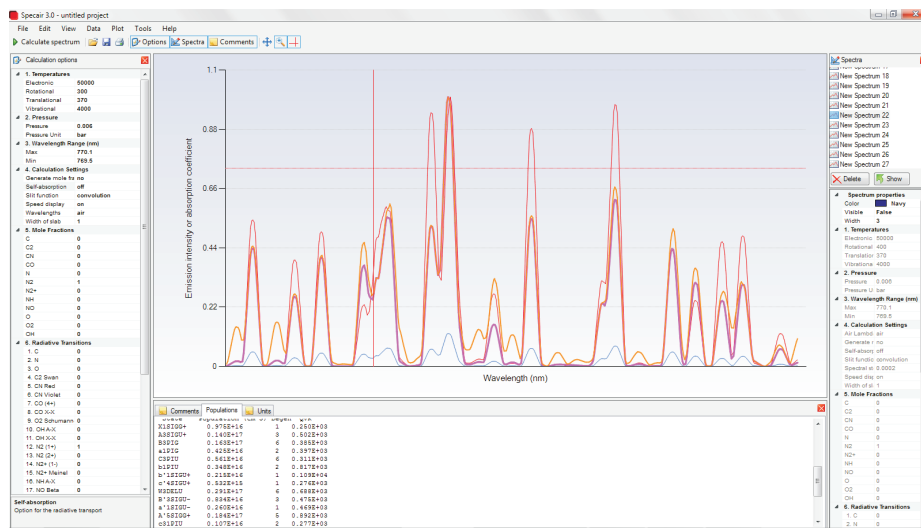 Specair 3.0 - untitled project
File Edit View Data Plot Tools Help
Calculate spectrum Options Spectra Comments
Calculation options
1. Temperatures
Electronic 50000
Rotational 300
Translational 370
Vibrational 4000
2. Pressure
Pressure 0.006
Pressure Unit bar
3. Wavelength Range (nm)
Max 770.1
Min 769.5
4. Calculation Settings
Generate mole fra no
Self-absorption off
Slit function convolution
Speed display on
Wavelengths air
Width of slab 1
5. Mole Fractions
C 0
C2 0
CN 0
CO 0
N 0
N2 1
N2+ 0
NH 0
NO 0
O 0
O2 0
OH 0
6. Radiative Transitions
1. C 0
2. N 0
3. O 0
4. C2 Swan 0
5. CN Red 0
6. CN Violet 0
7. CO (4+) 0
8. CO X-X 0
9. O2 Schumann 0
10. OH A-X 0
11. OH X-X 0
12. N2 (1+) 1
13. N2 (2+) 0
14. N2+ (1-) 0
15. N2+ Meinel 0
16. NH A-X 0
17. NO Beta 0
Self-absorption
Option for the radiative transport
Emission intensity or absorption coefficient
1.1
0.88
0.66
0.44
0.22
0
Wavelength (nm)
Comments Populations Units
X1SIGG+ 0.975E+16 1 0.250E+03
A3SIGU+ 0.140E+17 3 0.502E+03
B3PIG 0.163E+17 6 0.385E+03
a1PIG 0.425E+16 2 0.397E+03
C3PIU 0.561E+16 6 0.311E+03
b1PIU 0.348E+16 2 0.817E+03
b'1SIGU+ 0.215E+16 1 0.109E+04
c'4SIGU+ 0.532E+15 1 0.276E+03
W3DELU 0.291E+17 6 0.688E+03
B'3SIGU- 0.834E+16 3 0.475E+03
a'1SIGU- 0.260E+16 1 0.469E+03
A'5SIGG+ 0.184E+17 5 0.892E+03
c31PIU 0.107E+16 2 0.277E+03
Spectra
New Spectrum 18
New Spectrum 19
New Spectrum 20
New Spectrum 21
New Spectrum 22
New Spectrum 23
New Spectrum 24
New Spectrum 25
New Spectrum 26
New Spectrum 27
Delete Show
Spectrum properties
Color Navy
Visible False
Width 3
1. Temperatures
Electronic 50000
Rotational 400
Translatior 370
Vibrationa 4000
2. Pressure
Pressure 0.006
Pressure U bar
3. Wavelength Range (nm)
Max 770.1
Min 769.5
4. Calculation Settings
Air Lambd air
Generate r no
Self-absorp off
Slit functic convolution
Spectral st 0.0002
Speed disp on
Width of sl 1
5. Mole Fractions
C 0
C2 0
CN 0
CO 0
N 0
N2 1
N2+ 0
NH 0
NO 0
O 0
O2 0
OH 0
6. Radiative Transitions
1. C 0
2. N 0